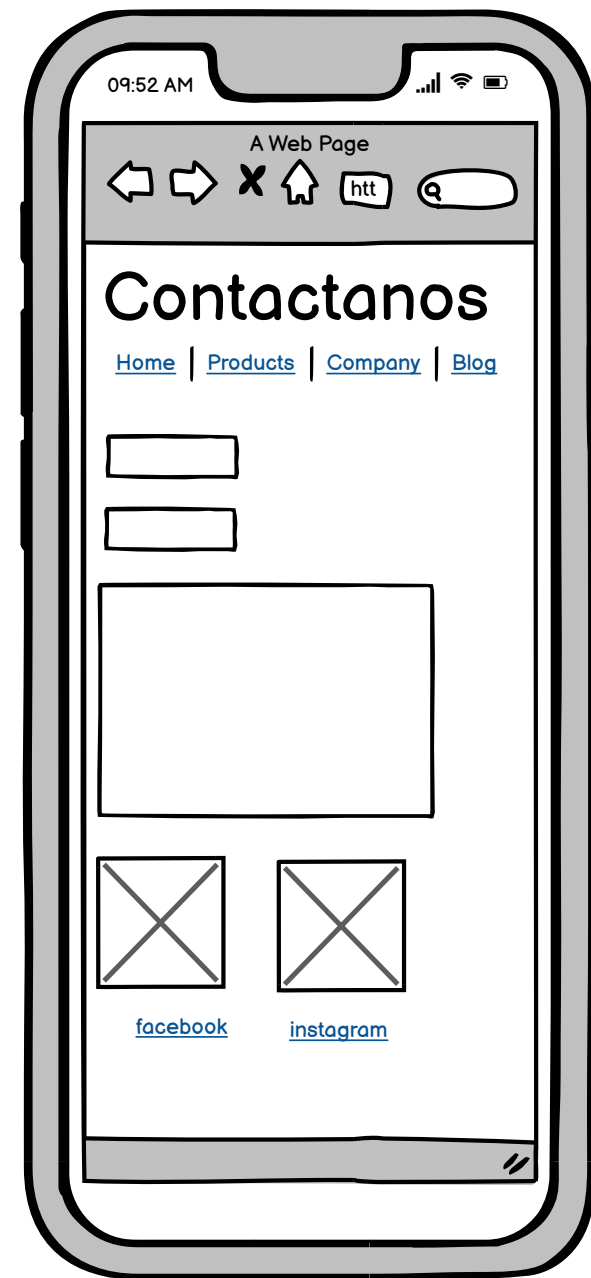 09:52 AM
A Web Page
htt
Contactanos
Home | Products | Company | Blog
facebook instagram